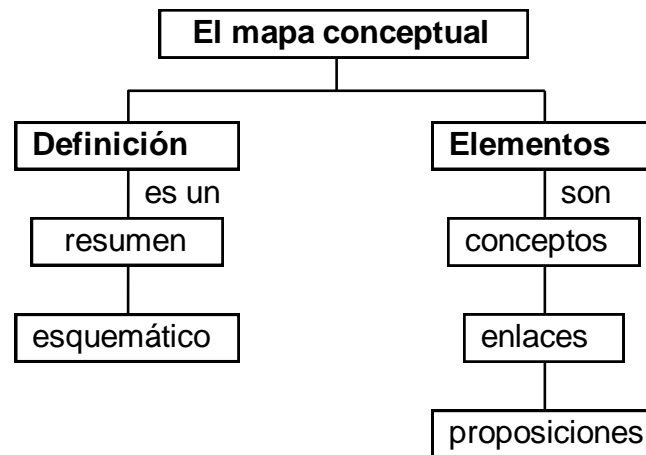 El mapa conceptual
Definición
Elementos
es un
son
resumen
conceptos
esquemático
enlaces
proposiciones